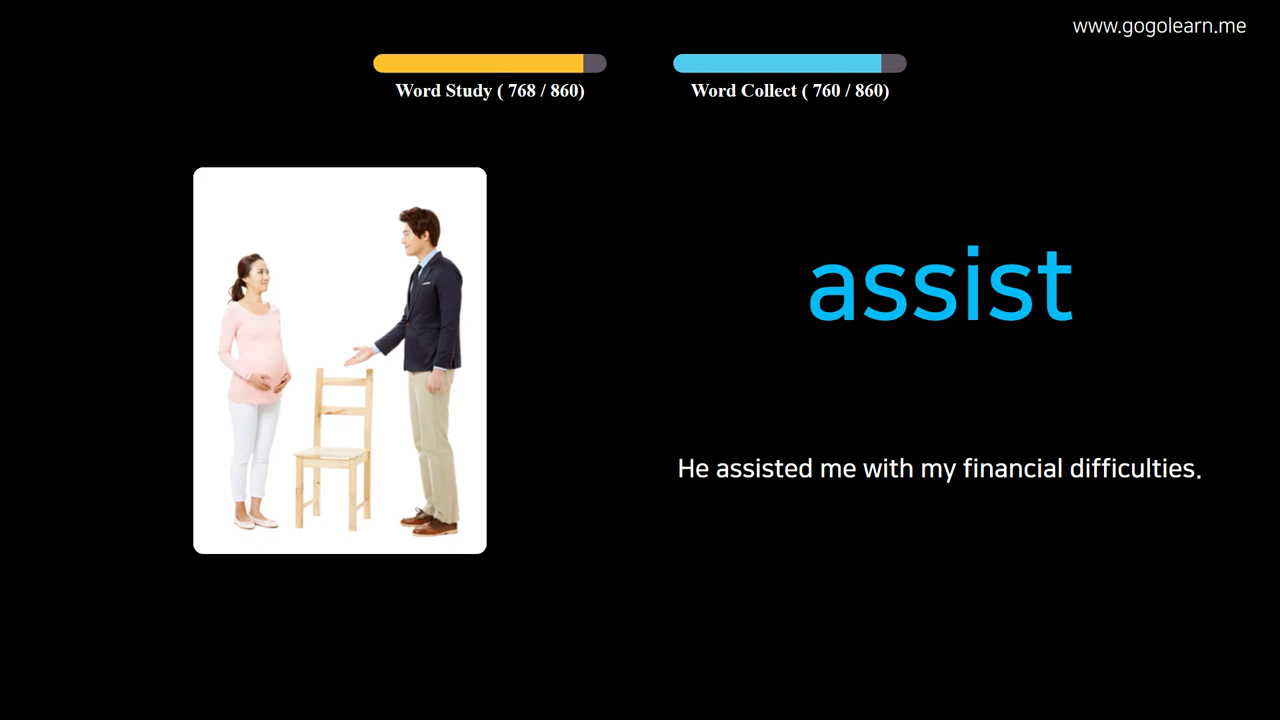 www.gogolearn.me
Word Study ( 768 / 860)
Word Collect ( 760 / 860)
assist
He assisted me with my financial difficulties.